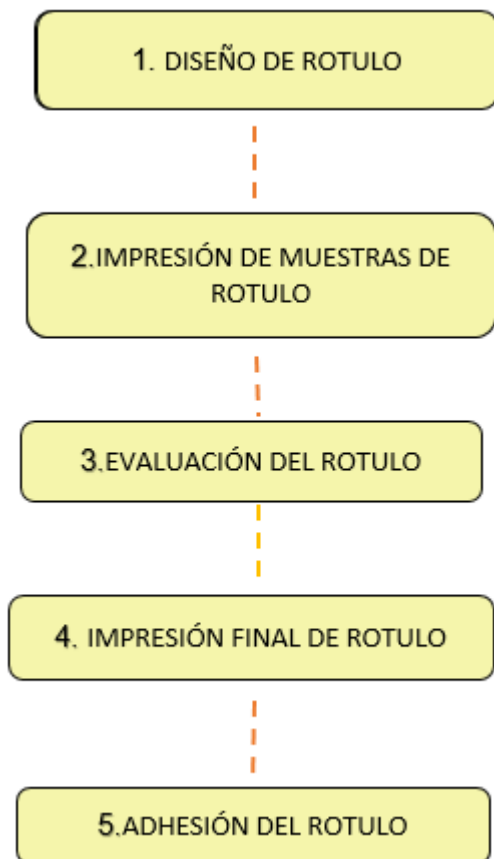 1. DISEÑO DE ROTULO
2.IMPRESIÓN DE MUESTRAS DE
ROTULO
3.EVALUACIÓN DEL ROTULO
4. IMPRESIÓN FINAL DE ROTULO
5.ADHESIÓN DEL ROTULO